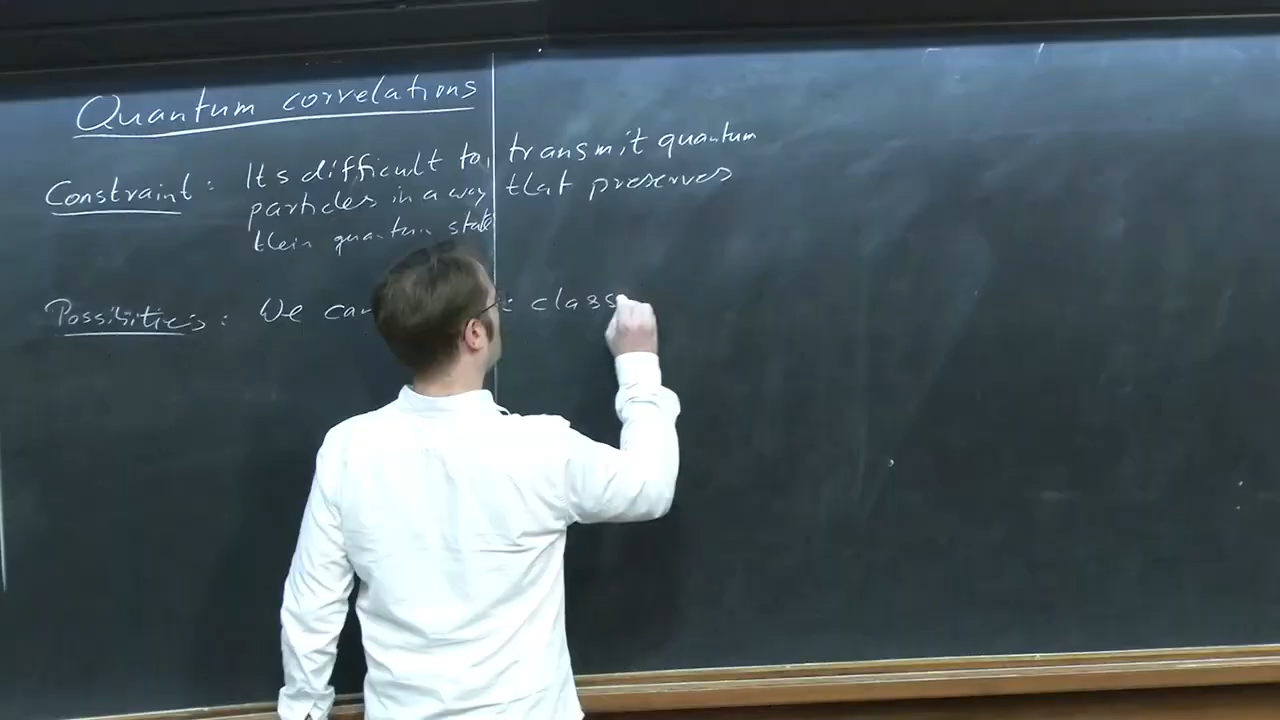 Quantum correlations
Constraint: Its difficult to transmit quantum
particles in a way that preserves
their quantum state
Possibilities: We can class